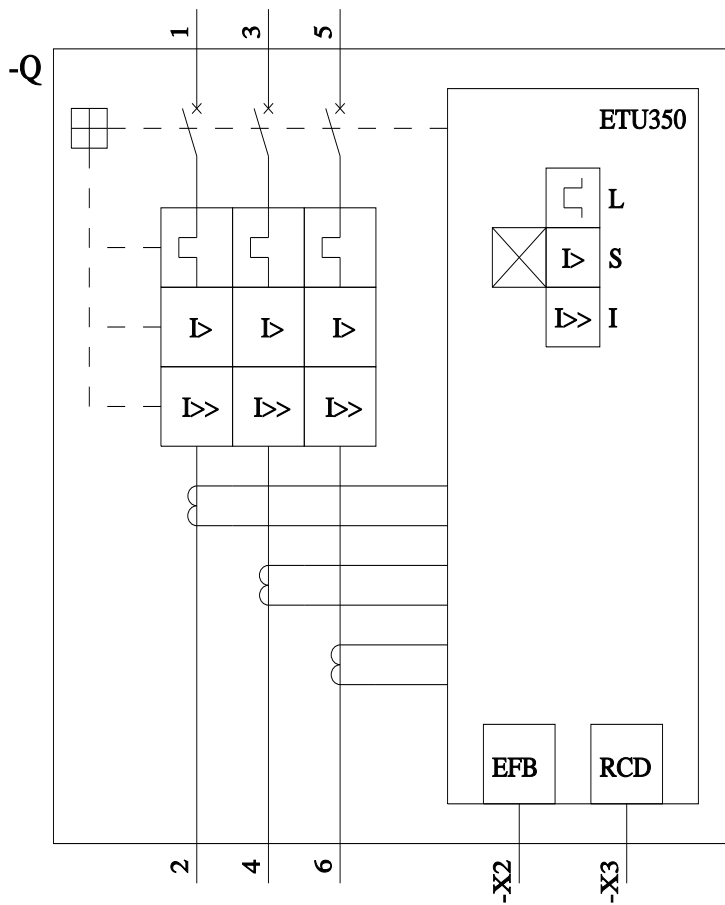 1 3 5
-Q
ETU350
L
I> S
I> I> I>
I>> I
I>> I>> I>>
EFB RCD
2 4 6 -X2 -X3